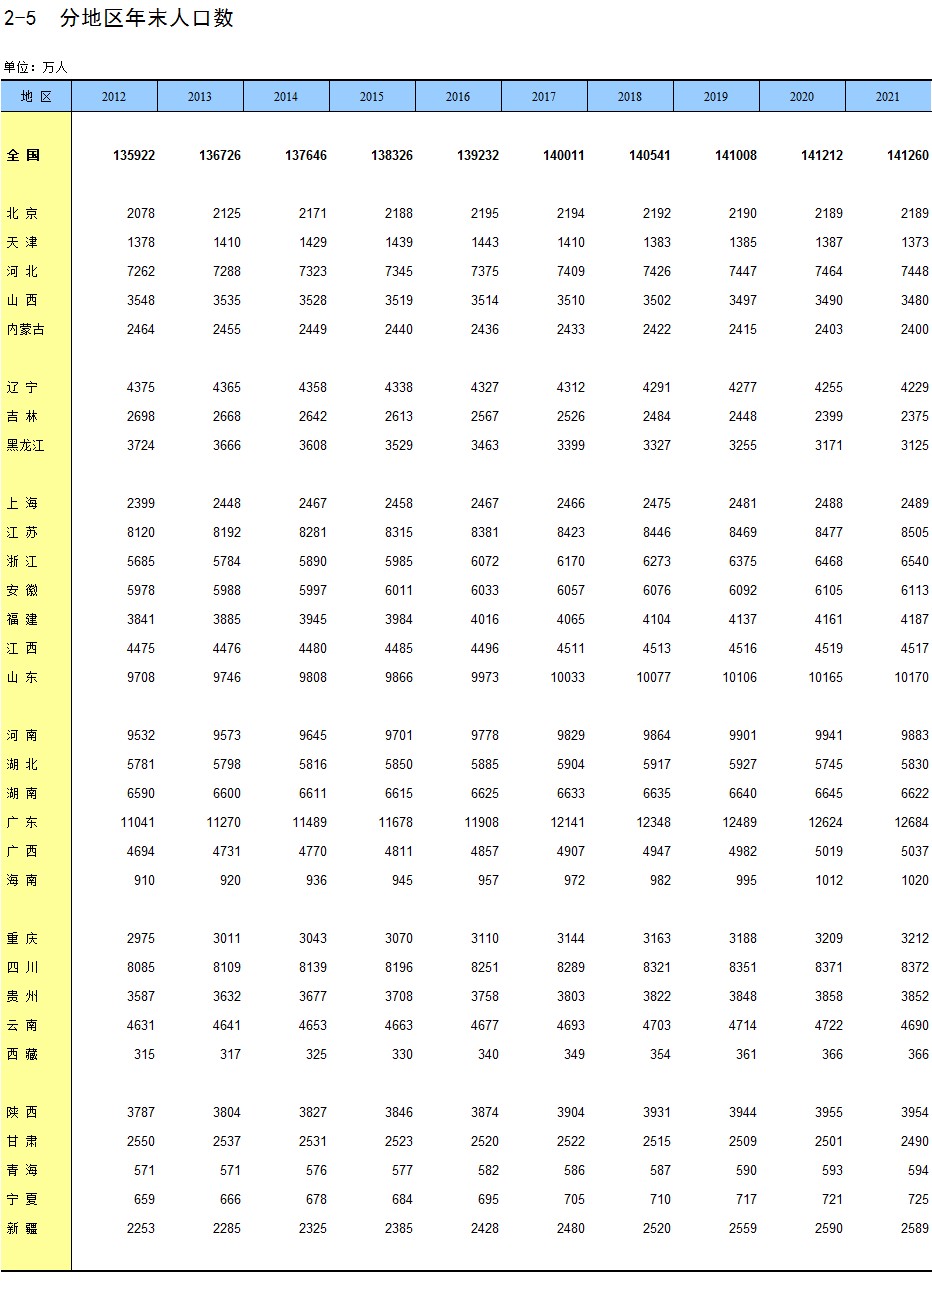 2-5 分地区年末人口数
单位：万人
地 区 2012 2013 2014 2015 2016 2017 2018 2019 2020 2021
全 国 135922 136726 137646 138326 139232 140011 140541 141008 141212 141260
北 京 2078 2125 2171 2188 2195 2194 2192 2190 2189 2189
天 津 1378 1410 1429 1439 1443 1410 1383 1385 1387 1373
河 北 7262 7288 7323 7345 7375 7409 7426 7447 7464 7448
山 西 3548 3535 3528 3519 3514 3510 3502 3497 3490 3480
内蒙古 2464 2455 2449 2440 2436 2433 2422 2415 2403 2400
辽 宁 4375 4365 4358 4338 4327 4312 4291 4277 4255 4229
吉 林 2698 2668 2642 2613 2567 2526 2484 2448 2399 2375
黑龙江 3724 3666 3608 3529 3463 3399 3327 3255 3171 3125
上 海 2399 2448 2467 2458 2467 2466 2475 2481 2488 2489
江 苏 8120 8192 8281 8315 8381 8423 8446 8469 8477 8505
浙 江 5685 5784 5890 5985 6072 6170 6273 6375 6468 6540
安 徽 5978 5988 5997 6011 6033 6057 6076 6092 6105 6113
福 建 3841 3885 3945 3984 4016 4065 4104 4137 4161 4187
江 西 4475 4476 4480 4485 4496 4511 4513 4516 4519 4517
山 东 9708 9746 9808 9866 9973 10033 10077 10106 10165 10170
河 南 9532 9573 9645 9701 9778 9829 9864 9901 9941 9883
湖 北 5781 5798 5816 5850 5885 5904 5917 5927 5745 5830
湖 南 6590 6600 6611 6615 6625 6633 6635 6640 6645 6622
广 东 11041 11270 11489 11678 11908 12141 12348 12489 12624 12684
广 西 4694 4731 4770 4811 4857 4907 4947 4982 5019 5037
海 南 910 920 936 945 957 972 982 995 1012 1020
重 庆 2975 3011 3043 3070 3110 3144 3163 3188 3209 3212
四 川 8085 8109 8139 8196 8251 8289 8321 8351 8371 8372
贵 州 3587 3632 3677 3708 3758 3803 3822 3848 3858 3852
云 南 4631 4641 4653 4663 4677 4693 4703 4714 4722 4690
西 藏 315 317 325 330 340 349 354 361 366 366
陕 西 3787 3804 3827 3846 3874 3904 3931 3944 3955 3954
甘 肃 2550 2537 2531 2523 2520 2522 2515 2509 2501 2490
青 海 571 571 576 577 582 586 587 590 593 594
宁 夏 659 666 678 684 695 705 710 717 721 725
新 疆 2253 2285 2325 2385 2428 2480 2520 2559 2590 2589